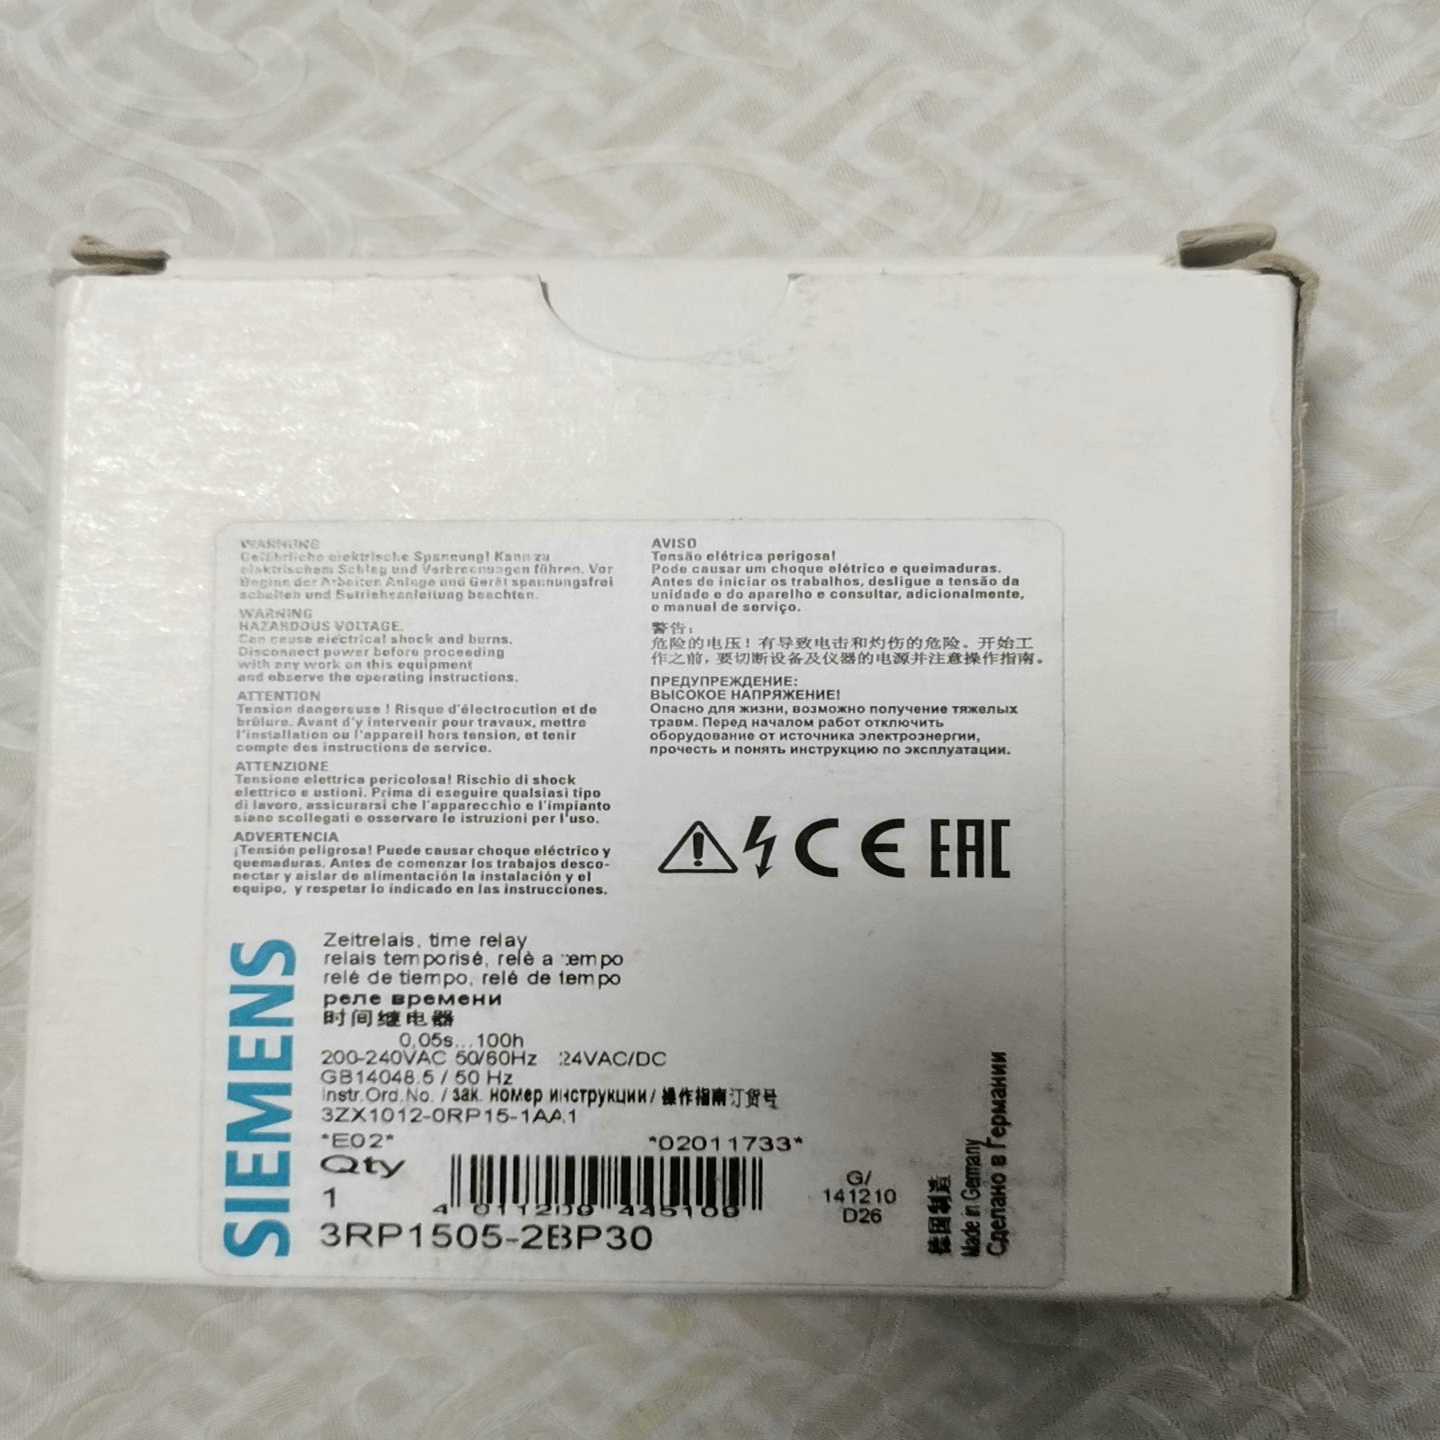 WARNUNG
Gefährliche elektrische Spannung! Kann zu
elektrischem Schlag und Verbrennungen führen. Vor
Beginn der Arbeiten Anlage und Gerät spannungsfrei
schalten und Betriebsanleitung beachten.
WARNING
HAZARDOUS VOLTAGE.
Can cause electrical shock and burns.
Disconnect power before proceeding
with any work on this equipment
and observe the operating instructions.
ATTENTION
Tension dangereuse ! Risque d'électrocution et de
brûlure. Avant d'y intervenir pour travaux, mettre
l'installation ou l'appareil hors tension, et tenir
compte des instructions de service.
ATTENZIONE
Tensione elettrica pericolosa! Rischio di shock
elettrico e ustioni. Prima di eseguire qualsiasi tipo
di lavoro, assicurarsi che l'apparecchio e l'impianto
siano scollegati e osservare le istruzioni per l'uso.
ADVERTENCIA
¡Tensión peligrosa! Puede causar choque eléctrico y
quemaduras. Antes de comenzar los trabajos desco-
nectar y aislar de alimentación la instalación y el
equipo, y respetar lo indicado en las instrucciones.
AVISO
Tensão elétrica perigosa!
Pode causar um choque elétrico e queimaduras.
Antes de iniciar os trabalhos, desligue a tensão da
unidade e do aparelho e consultar, adicionalmente,
o manual de serviço.
警告:
危险的电压！有导致电击和灼伤的危险。开始工
作之前，要切断设备及仪器的电源并注意操作指南。
ПРЕДУПРЕЖДЕНИЕ:
ВЫСОКОЕ НАПРЯЖЕНИЕ!
Опасно для жизни, возможно получение тяжелых
травм. Перед началом работ отключить
оборудование от источника электроэнергии,
прочесть и понять инструкцию по эксплуатации.
CE EAC
SIEMENS
Zeitrelais, time relay
relais temporisé, relè a tempo
relé de tiempo, relé de tempo
реле времени
时间继电器
0,05s...100h
200-240VAC 50/60Hz 24VAC/DC
GB14048.5 / 50 Hz
Instr.Ord.No. / зак. номер инструкции / 操作指南订货号
3ZX1012-0RP15-1AA1
*E02* *02011733*
Qty
1
4 011209 445106
3RP1505-2BP30
G/
141210
D26
德国制造
Made in Germany
Сделано в Германии